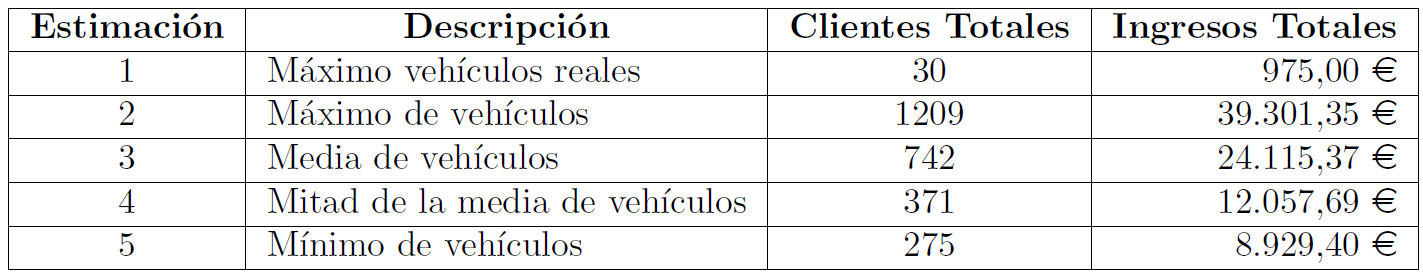 Estimación Descripción Clientes Totales Ingresos Totales
1 Máximo vehículos reales 30 975,00 €
2 Máximo de vehículos 1209 39.301,35 €
3 Media de vehículos 742 24.115,37 €
4 Mitad de la media de vehículos 371 12.057,69 €
5 Mínimo de vehículos 275 8.929,40 €